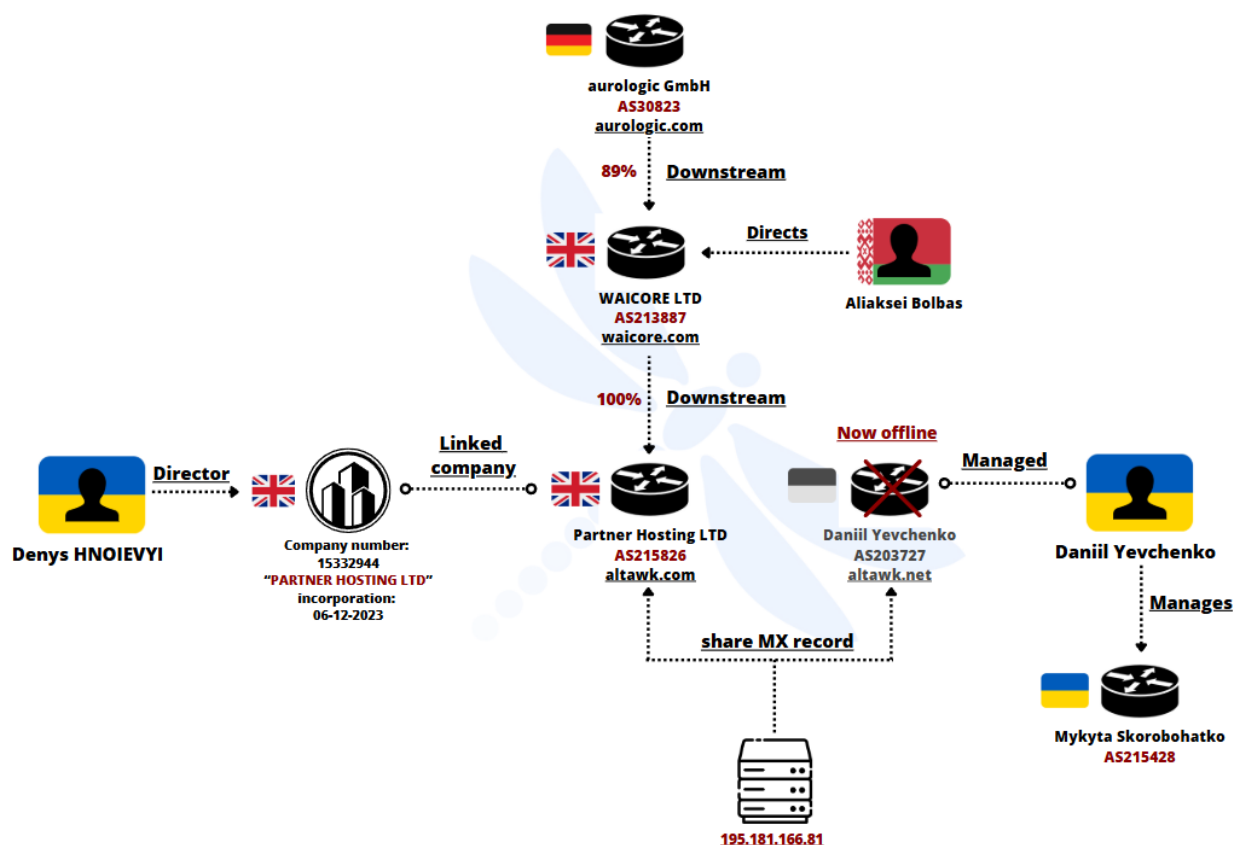 aurologic GmbH
AS30823
aurologic.com
89%
Downstream
Directs
WAICORE LTD
AS213887
waicore.com
Aliaksei Bolbas
100%
Downstream
Now offline
Linked
company
Director
Managed
Denys HNOIEVYI
Company number:
15332944
“PARTNER HOSTING LTD”
incorporation:
06-12-2023
Partner Hosting LTD
AS215826
altawk.com
Daniil Yevchenko
AS203727
altawk.net
Daniil Yevchenko
Manages
share MX record
Mykyta Skorobohatko
AS215428
195.181.166.81